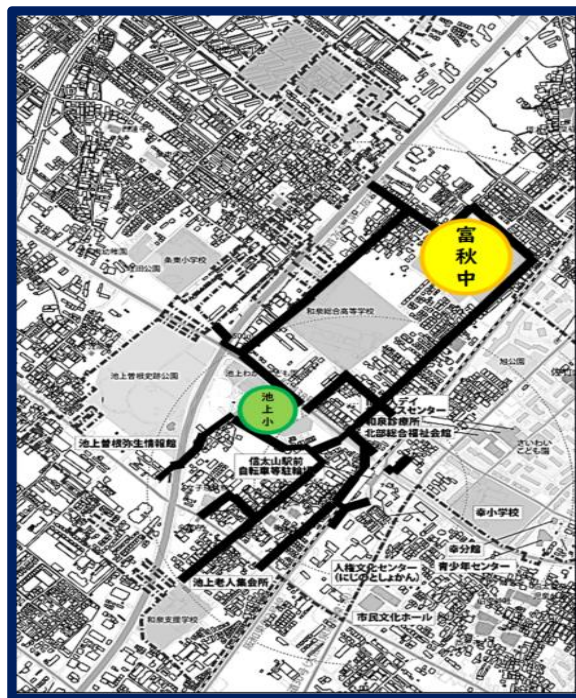 富秋中
条東小学校
和泉総合高等学校
旭公園
池上曽根史跡公園
池上小
デイ
スセンター
和泉診療所
北部総合福祉会館
さいわい
こども園
池上曽根弥生情報館
信太山駅前
自転車等駐輪場
幸小学校
幸分館
青少年センター
人権文化センター
(にじのとしょかん)
池上老人集会所
市民文化ホール
和泉支援学校